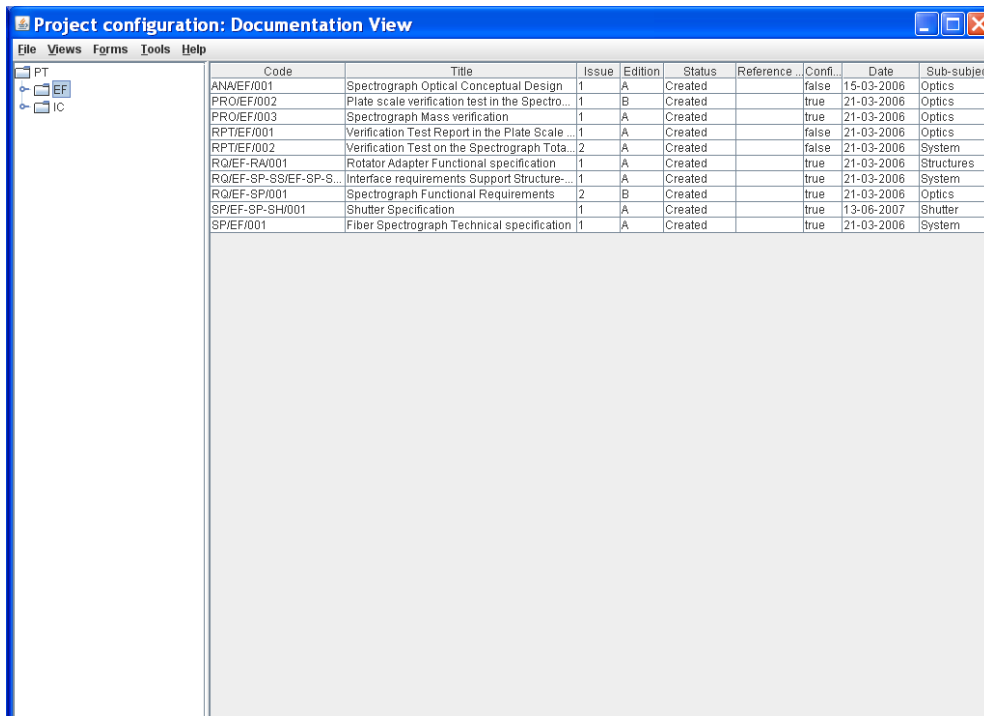 Project configuration: Documentation View
File Views Forms Tools Help
PT
EF
IC
Code Title Issue Edition Status Reference ... Confi... Date Sub-subjec
ANA/EF/001 Spectrograph Optical Conceptual Design 1 A Created false 15-03-2006 Optics
PRO/EF/002 Plate scale verification test in the Spectro... 1 B Created true 21-03-2006 Optics
PRO/EF/003 Spectrograph Mass verification 1 A Created true 21-03-2006 Optics
RPT/EF/001 Verification Test Report in the Plate Scale ... 1 A Created false 21-03-2006 Optics
RPT/EF/002 Verification Test on the Spectrograph Tota... 2 A Created false 21-03-2006 System
RQ/EF-RA/001 Rotator Adapter Functional specification 1 A Created true 21-03-2006 Structures
RQ/EF-SP-SS/EF-SP-S... Interface requirements Support Structure-... 1 A Created true 21-03-2006 System
RQ/EF-SP/001 Spectrograph Functional Requirements 2 B Created true 21-03-2006 Optics
SP/EF-SP-SH/001 Shutter Specification 1 A Created true 13-06-2007 Shutter
SP/EF/001 Fiber Spectrograph Technical specification 1 A Created true 21-03-2006 System